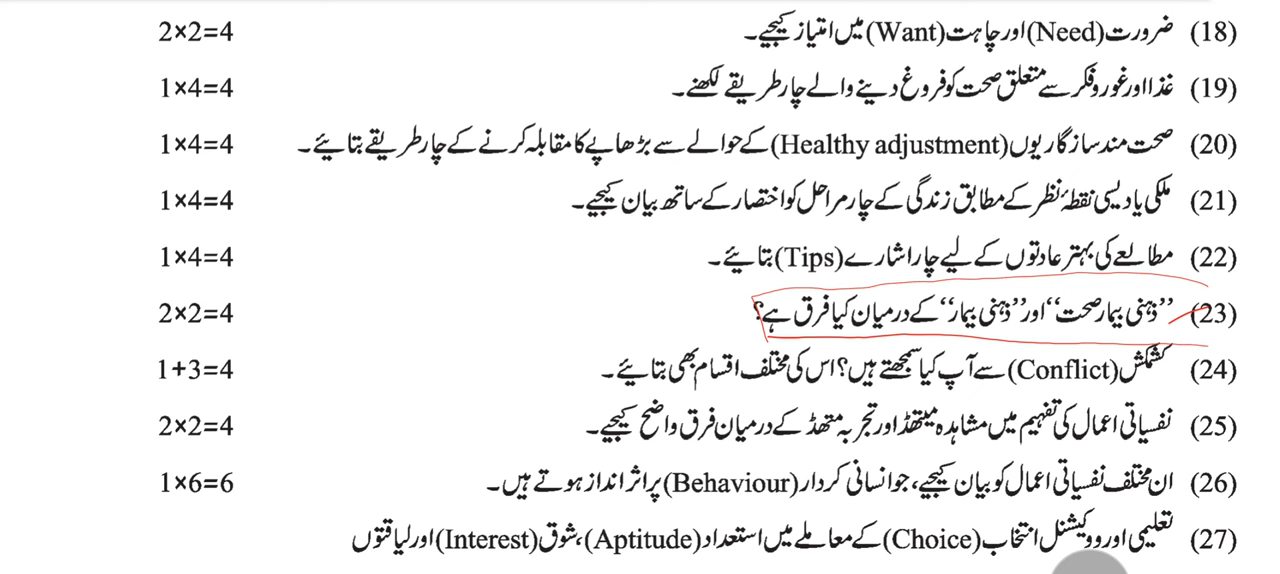 (18) ضرورت (Need) اور چاہت (Want) میں امتیاز کیجیے۔ 2×2=4
(19) غذا اور غور و فکر سے متعلق صحت کو فروغ دینے والے چار طریقے لکھئے۔ 1×4=4
(20) صحت مند سازگاریوں (Healthy adjustment) کے حوالے سے بڑھاپے کا مقابلہ کرنے کے چار طریقے بتائیے۔ 1×4=4
(21) ملکی یا دیسی نقطۂ نظر کے مطابق زندگی کے چار مراحل کو اختصار کے ساتھ بیان کیجیے۔ 1×4=4
(22) مطالعے کی بہتر عادتوں کے لیے چار اشارے (Tips) بتائیے۔ 1×4=4
(23) ’’ذہنی بیمار صحت‘‘ اور ’’ذہنی بیمار‘‘ کے درمیان کیا فرق ہے؟ 2×2=4
(24) کشمکش (Conflict) سے آپ کیا سمجھتے ہیں؟ اس کی مختلف اقسام بھی بتائیے۔ 1+3=4
(25) نفسیاتی اعمال کی تفہیم میں مشاہدہ میتھڈ اور تجربہ متھڈ کے درمیان فرق واضح کیجیے۔ 2×2=4
(26) ان مختلف نفسیاتی اعمال کو بیان کیجیے، جو انسانی کردار (Behaviour) پر اثر انداز ہوتے ہیں۔ 1×6=6
(27) تعلیمی اور ووکیشنل انتخاب (Choice) کے معاملے میں استعداد (Aptitude)، شوق (Interest) اور لیاقتوں